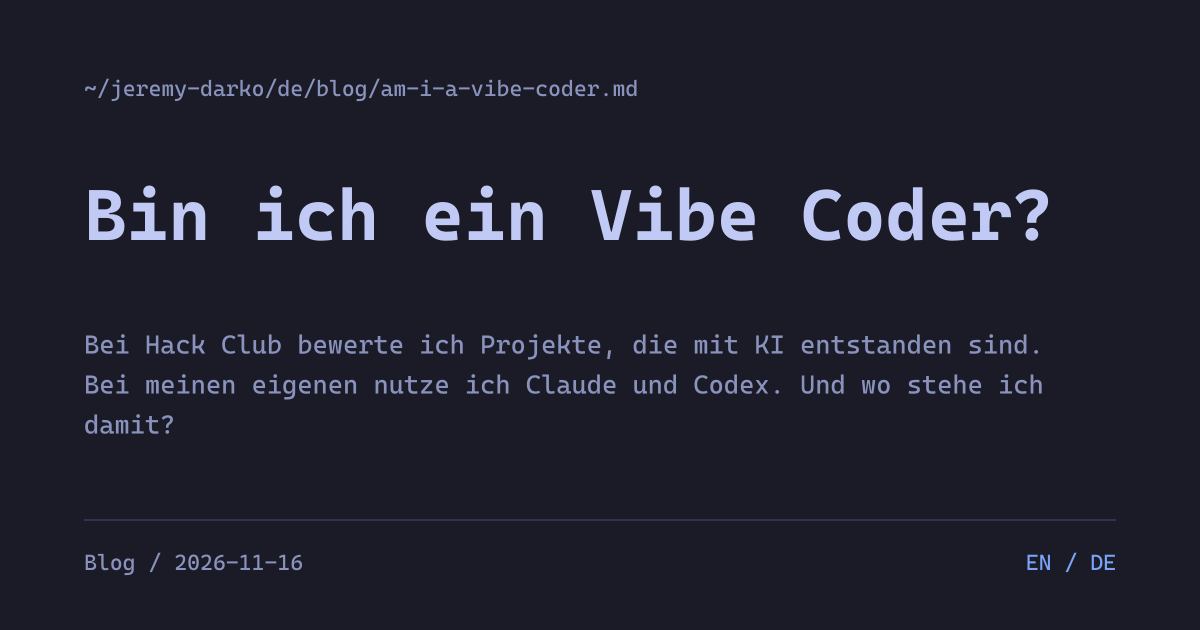 ~/jeremy-darko/de/blog/am-i-a-vibe-coder.md
Bin ich ein Vibe Coder?
Bei Hack Club bewerte ich Projekte, die mit KI entstanden sind.
Bei meinen eigenen nutze ich Claude und Codex. Und wo stehe ich
damit?
Blog / 2026-11-16
EN / DE